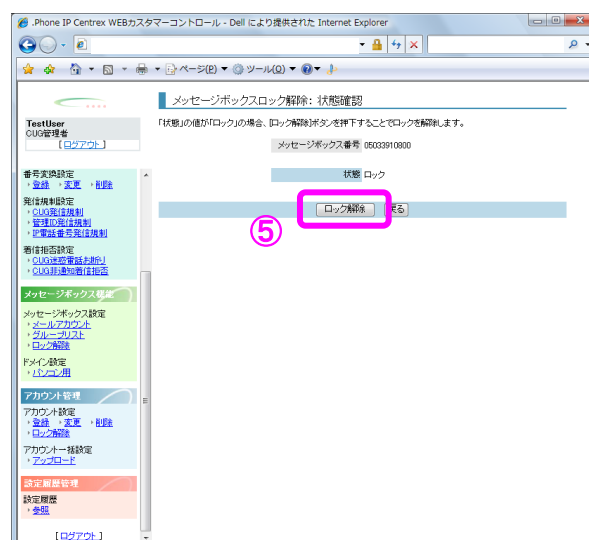 .Phone IP Centrex WEBカスタマーコントロール - Dell により提供された Internet Explorer
ページ(P) ツール(O)
TestUser
CUG管理者
[ログアウト]
番号変換設定
登録 変更 削除
発信規制設定
CUG発信規制
管理ID発信規制
IP電話番号発信規制
着信拒否設定
CUG迷惑電話お断り
CUG非通知着信拒否
メッセージボックス機能
メッセージボックス設定
メールアカウント
グループリスト
ロック解除
ドメイン設定
パソコン用
アカウント管理
アカウント設定
登録 変更 削除
ロック解除
アカウント一括設定
アップロード
設定履歴管理
設定履歴
参照
[ログアウト]
メッセージボックスロック解除: 状態確認
「状態」の値が「ロック」の場合、[ロック解除]ボタンを押下することでロックを解除します。
メッセージボックス番号 05033910800
状態 ロック
ロック解除 戻る
⑤